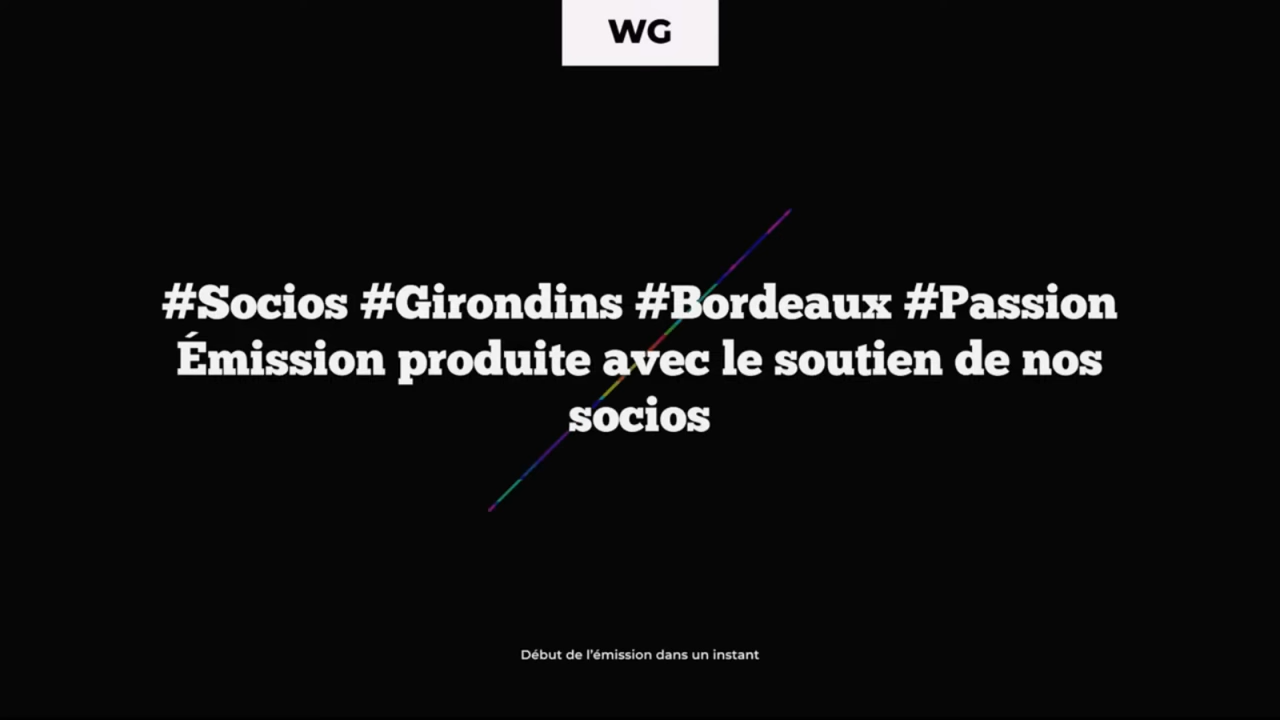 WG
#Socios #Girondins #Bordeaux #Passion
Émission produite avec le soutien de nos
socios
Début de l’émission dans un instant